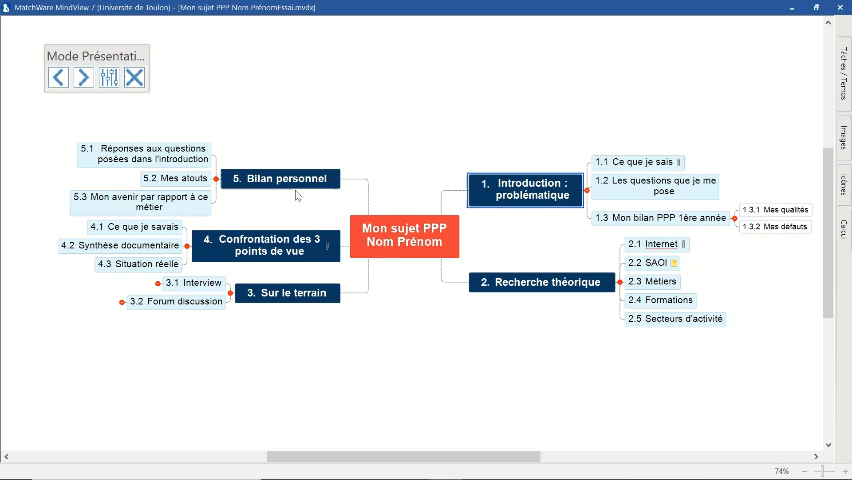 MatchWare MindView 7 (Universite de Toulon) - [Mon sujet PPP Nom PrénomEssai.mvdx]
Mode Présentati...
5.1 Réponses aux questions
posées dans l'introduction
5.2 Mes atouts
5.3 Mon avenir par rapport à ce
métier
5. Bilan personnel
4.1 Ce que je savais
4.2 Synthèse documentaire
4.3 Situation réelle
4. Confrontation des 3
points de vue
3.1 Interview
3.2 Forum discussion
3. Sur le terrain
Mon sujet PPP
Nom Prénom
1. Introduction :
problématique
1.1 Ce que je sais
1.2 Les questions que je me
pose
1.3 Mon bilan PPP 1ère année
1.3.1 Mes qualités
1.3.2 Mes défauts
2. Recherche théorique
2.1 Internet
2.2 SAOI
2.3 Métiers
2.4 Formations
2.5 Secteurs d'activité
Tâches / Temps
Images
Icônes
Calcul
74%